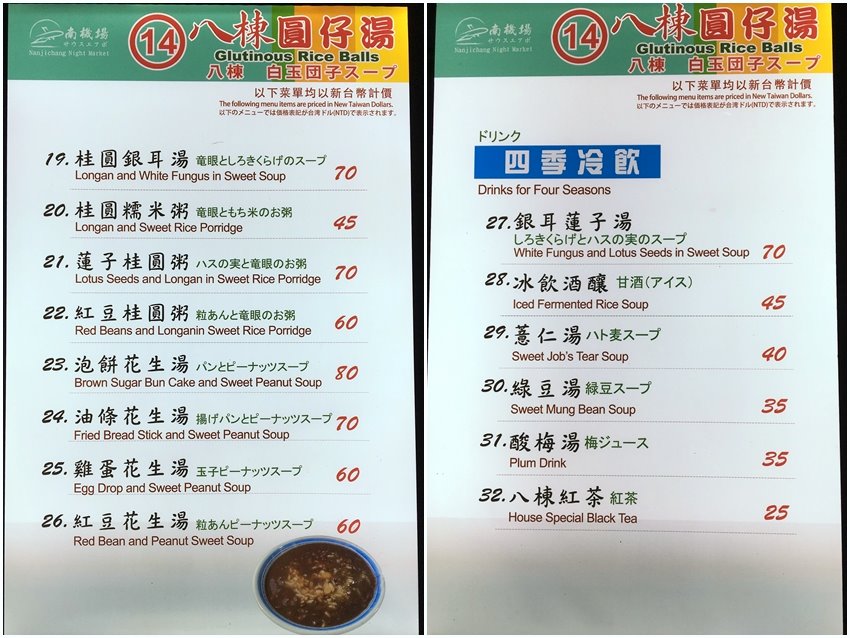 南機場
サウスエアポ
Nanjichang Night Market
14
八棟圓仔湯
Glutinous Rice Balls
八棟 白玉団子スープ
以下菜單均以新台幣計價
The following menu items are priced in New Taiwan Dollars.
以下のメニューでは価格表記が台湾ドル(NTD)で表示されます。
19. 桂圓銀耳湯 竜眼としろきくらげのスープ
Longan and White Fungus in Sweet Soup 70
20. 桂圓糯米粥 竜眼ともち米のお粥
Longan and Sweet Rice Porridge 45
21. 蓮子桂圓粥 ハスの実と竜眼のお粥
Lotus Seeds and Longan in Sweet Rice Porridge 70
22. 紅豆桂圓粥 粒あんと竜眼のお粥
Red Beans and Longanin Sweet Rice Porridge 60
23. 泡餅花生湯 パンとピーナッツスープ
Brown Sugar Bun Cake and Sweet Peanut Soup 80
24. 油條花生湯 揚げパンとピーナッツスープ
Fried Bread Stick and Sweet Peanut Soup 70
25. 雞蛋花生湯 玉子ピーナッツスープ
Egg Drop and Sweet Peanut Soup 60
26. 紅豆花生湯 粒あんピーナッツスープ
Red Bean and Peanut Sweet Soup 60
南機場
サウスエアポ
Nanjichang Night Market
14
八棟圓仔湯
Glutinous Rice Balls
八棟 白玉団子スープ
以下菜單均以新台幣計價
The following menu items are priced in New Taiwan Dollars.
以下のメニューでは価格表記が台湾ドル(NTD)で表示されます。
ドリンク
四季冷飲
Drinks for Four Seasons
27. 銀耳蓮子湯
しろきくらげとハスの実のスープ
White Fungus and Lotus Seeds in Sweet Soup 70
28. 冰飲酒釀 甘酒(アイス)
Iced Fermented Rice Soup 45
29. 薏仁湯 ハト麦スープ
Sweet Job's Tear Soup 40
30. 綠豆湯 緑豆スープ
Sweet Mung Bean Soup 35
31. 酸梅湯 梅ジュース
Plum Drink 35
32. 八棟紅茶 紅茶
House Special Black Tea 25